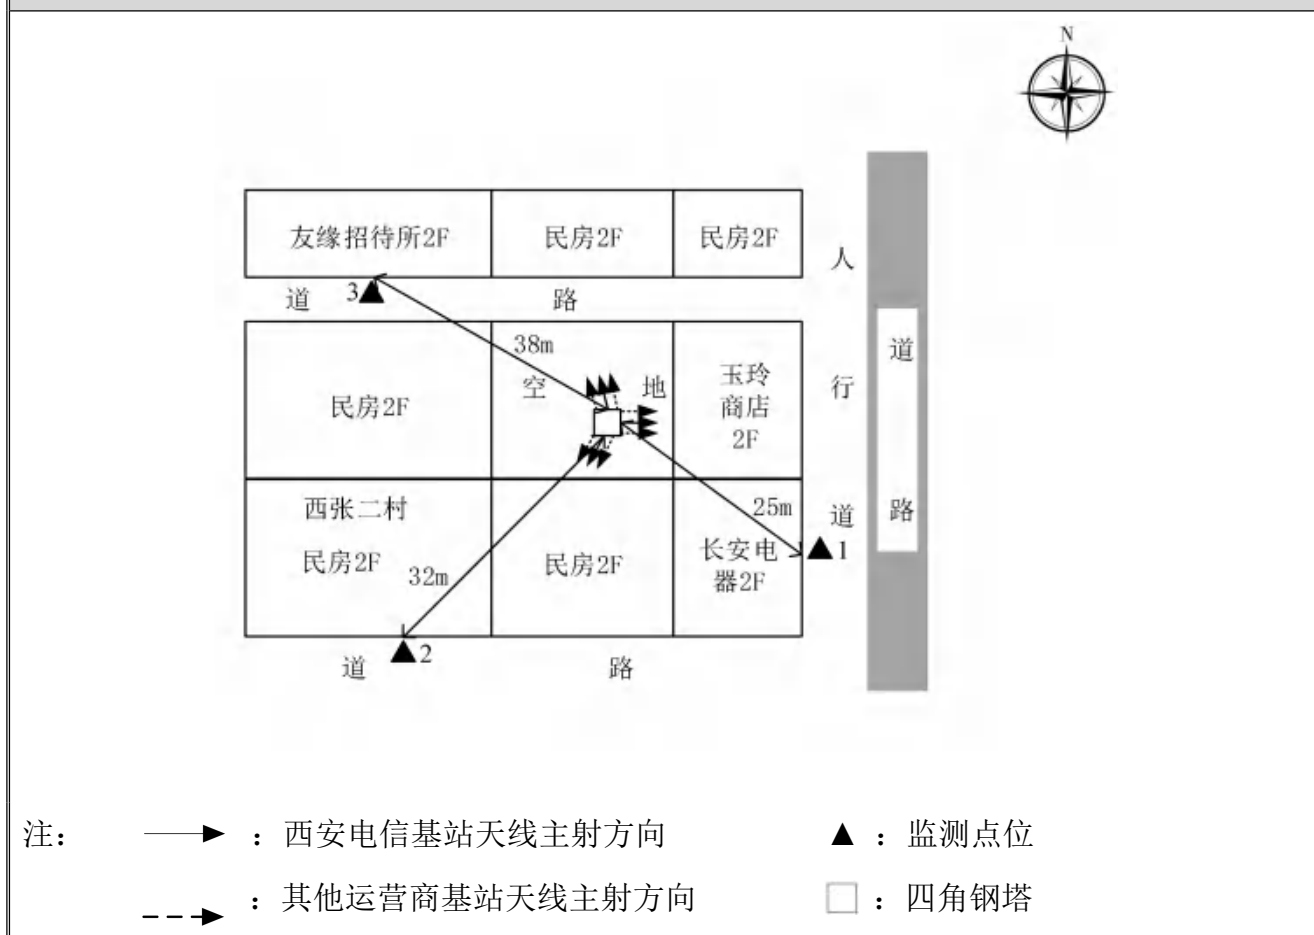 N
友缘招待所2F
民房2F
民房2F
人
道
3
路
38m
空
地
玉玲
商店
2F
行
道
民房2F
西张二村
民房2F
32m
民房2F
25m
长安电
器2F
道
1
路
道
2
路
注：
：西安电信基站天线主射方向
：监测点位
：其他运营商基站天线主射方向
：四角钢塔